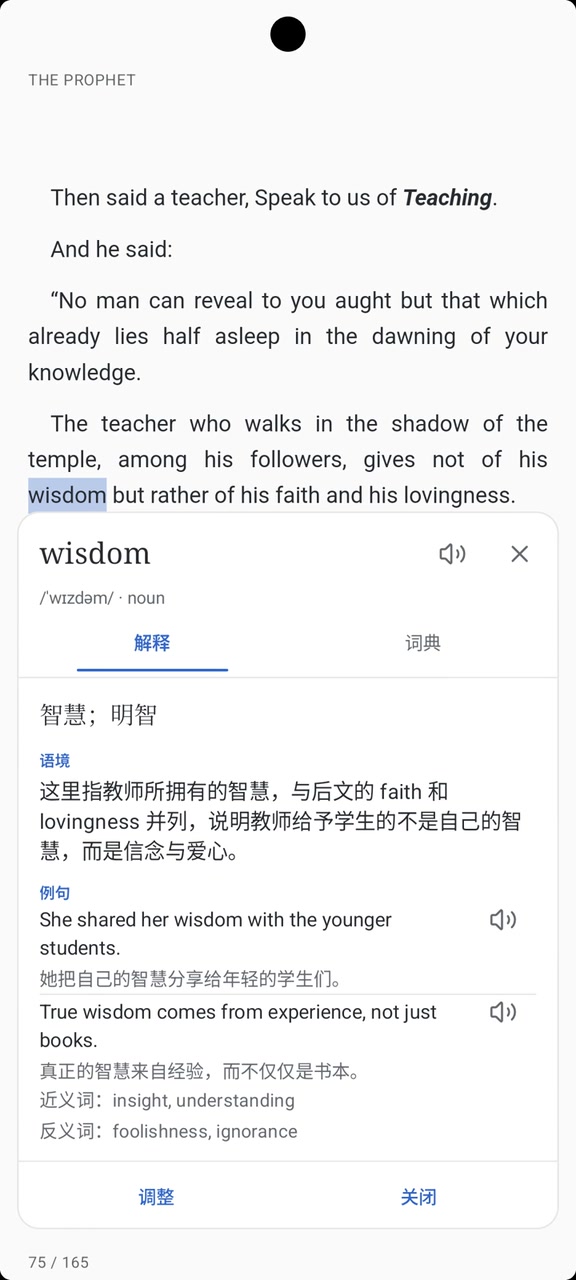 THE PROPHET
Then said a teacher, Speak to us of Teaching.
And he said:
“No man can reveal to you aught but that which
already lies half asleep in the dawning of your
knowledge.
The teacher who walks in the shadow of the
temple, among his followers, gives not of his
wisdom but rather of his faith and his lovingness.
wisdom
/ˈwɪzdəm/ · noun
解释
词典
智慧；明智
语境
这里指教师所拥有的智慧，与后文的 faith 和
lovingness 并列，说明教师给予学生的不是自己的智
慧，而是信念与爱心。
例句
She shared her wisdom with the younger
students.
她把自己的智慧分享给年轻的学生们。
True wisdom comes from experience, not just
books.
真正的智慧来自经验，而不仅仅是书本。
近义词：insight, understanding
反义词：foolishness, ignorance
调整
关闭
75 / 165